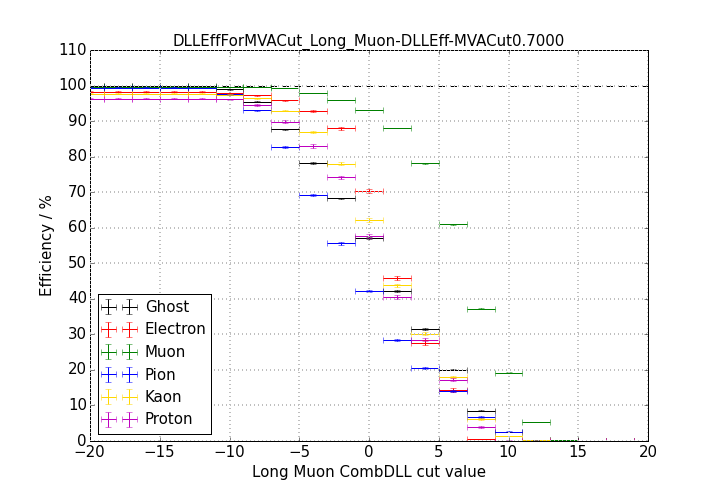 DLLEffForMVACut_Long_Muon-DLLEff-MVACut0.7000
110
100
90
80
70
60
50
40
30
20
10
0
Efficiency / %
Ghost
Electron
Muon
Pion
Kaon
Proton
−20 −15 −10 −5 0 5 10 15 20
Long Muon CombDLL cut value